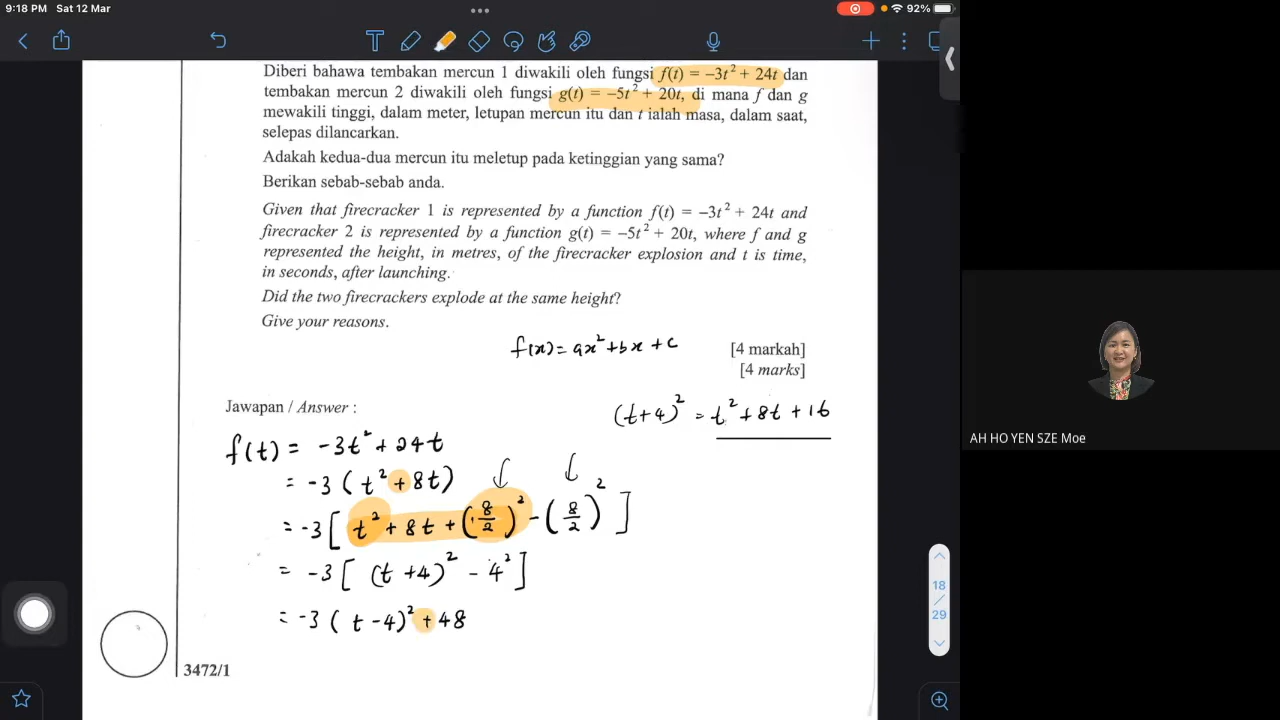 9:18 PM Sat 12 Mar
92%
Diberi bahawa tembakan mercun 1 diwakili oleh fungsi f(t) = −3t² + 24t dan
tembakan mercun 2 diwakili oleh fungsi g(t) = −5t² + 20t, di mana f dan g
mewakili tinggi, dalam meter, letupan mercun itu dan t ialah masa, dalam saat,
selepas dilancarkan.
Adakah kedua-dua mercun itu meletup pada ketinggian yang sama?
Berikan sebab-sebab anda.
Given that firecracker 1 is represented by a function f(t) = −3t² + 24t and
firecracker 2 is represented by a function g(t) = −5t² + 20t, where f and g
represented the height, in metres, of the firecracker explosion and t is time,
in seconds, after launching.
Did the two firecrackers explode at the same height?
Give your reasons.
f(x) = ax² + bx + c
[4 markah]
[4 marks]
Jawapan / Answer :
(t+4)² = t² + 8t + 16
f(t) = -3t² + 24t
= -3 ( t² + 8t )
= -3 [ t² + 8t + (8/2)² - (8/2)² ]
= -3 [ (t +4)² - 4² ]
= -3 ( t -4)² + 48
3472/1
18
/
29
AH HO YEN SZE Moe